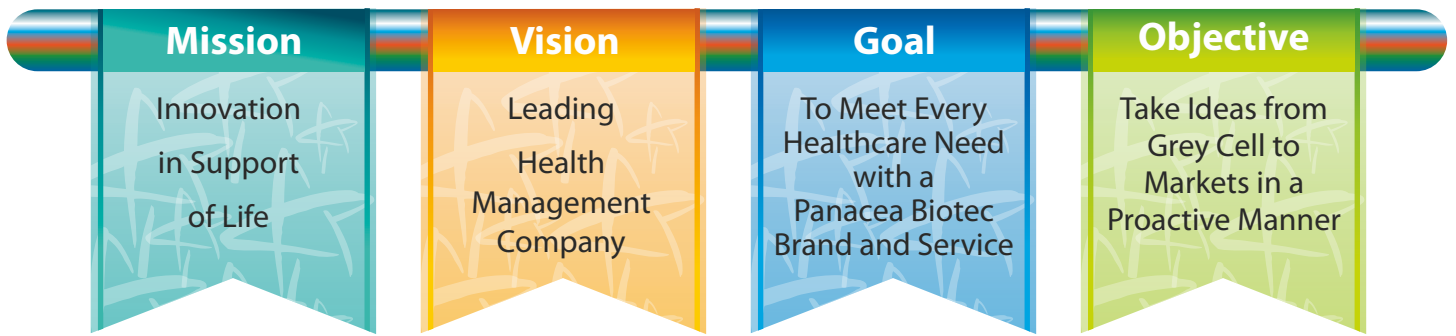 Mission
Innovation
in Support
of Life
Vision
Leading
Health
Management
Company
Goal
To Meet Every
Healthcare Need
with a
Panacea Biotec
Brand and Service
Objective
Take Ideas from
Grey Cell to
Markets in a
Proactive Manner